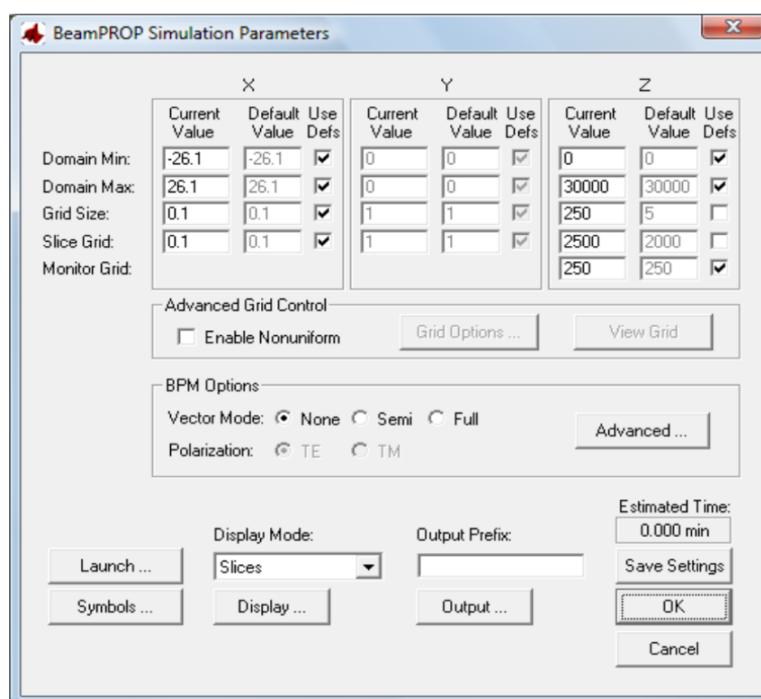 BeamPROP Simulation Parameters
X Y Z
Current Default Use Current Default Use Current Default Use
Value Value Defs Value Value Defs Value Value Defs
Domain Min: -26.1 -26.1 0 0 0 0
Domain Max: 26.1 26.1 0 0 30000 30000
Grid Size: 0.1 0.1 1 1 250 5
Slice Grid: 0.1 0.1 1 1 2500 2000
Monitor Grid: 250 250
Advanced Grid Control
Enable Nonuniform Grid Options ... View Grid
BPM Options
Vector Mode: None Semi Full
Advanced ...
Polarization: TE TM
Estimated Time:
Display Mode: Output Prefix: 0.000 min
Launch ... Slices Save Settings
Symbols ... Display ... Output ... OK
Cancel